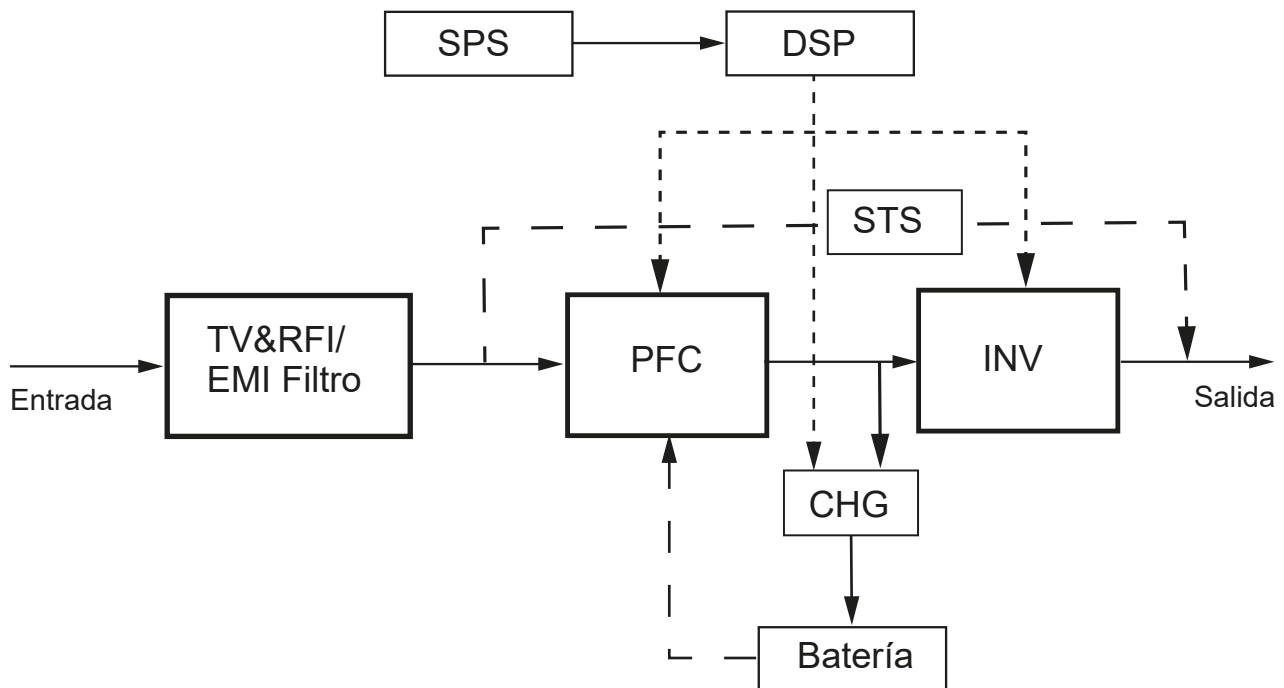 SPS
DSP
STS
TV&RFI/
EMI Filtro
PFC
INV
Entrada
Salida
CHG
Batería